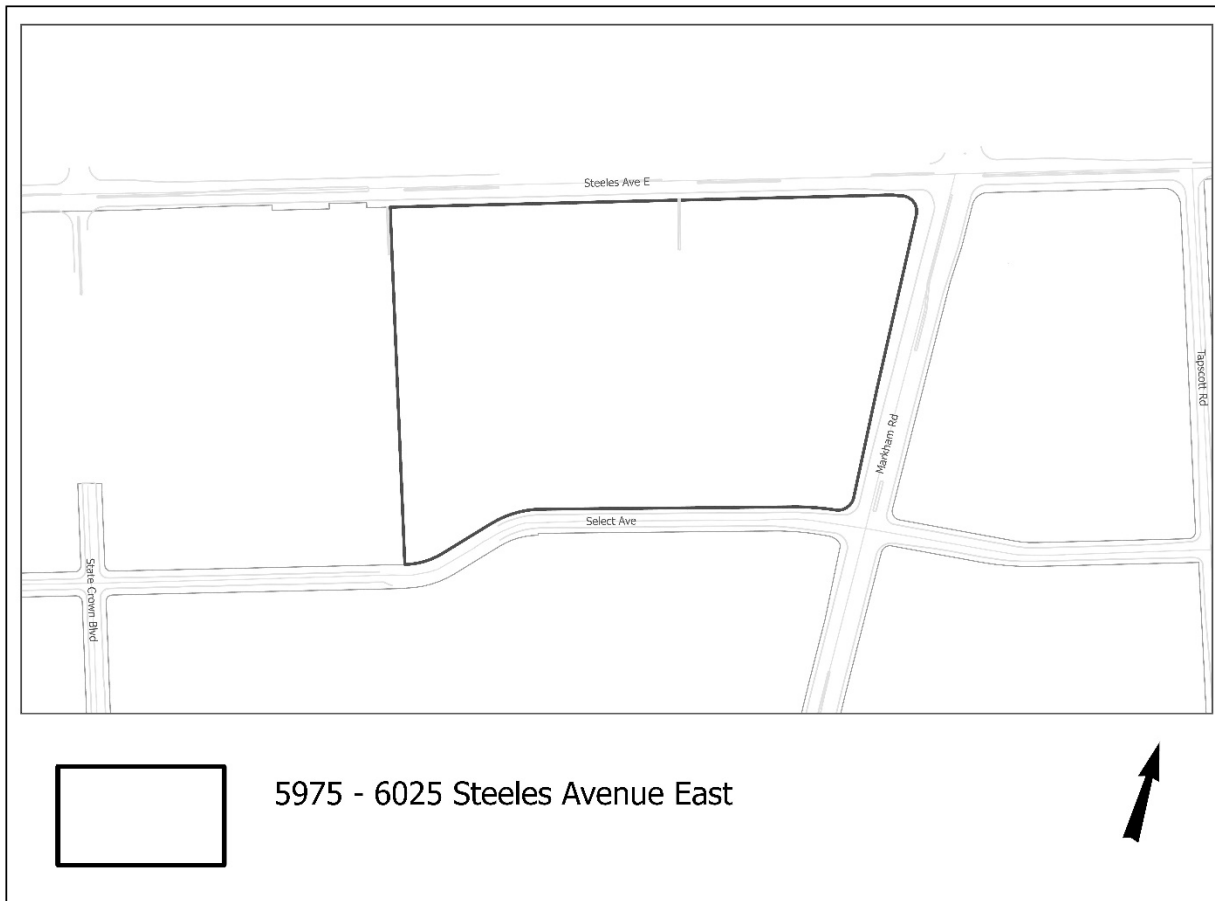 Steeles Ave E
Tapscott Rd
Markham Rd
Select Ave
State Crown Blvd
5975 - 6025 Steeles Avenue East